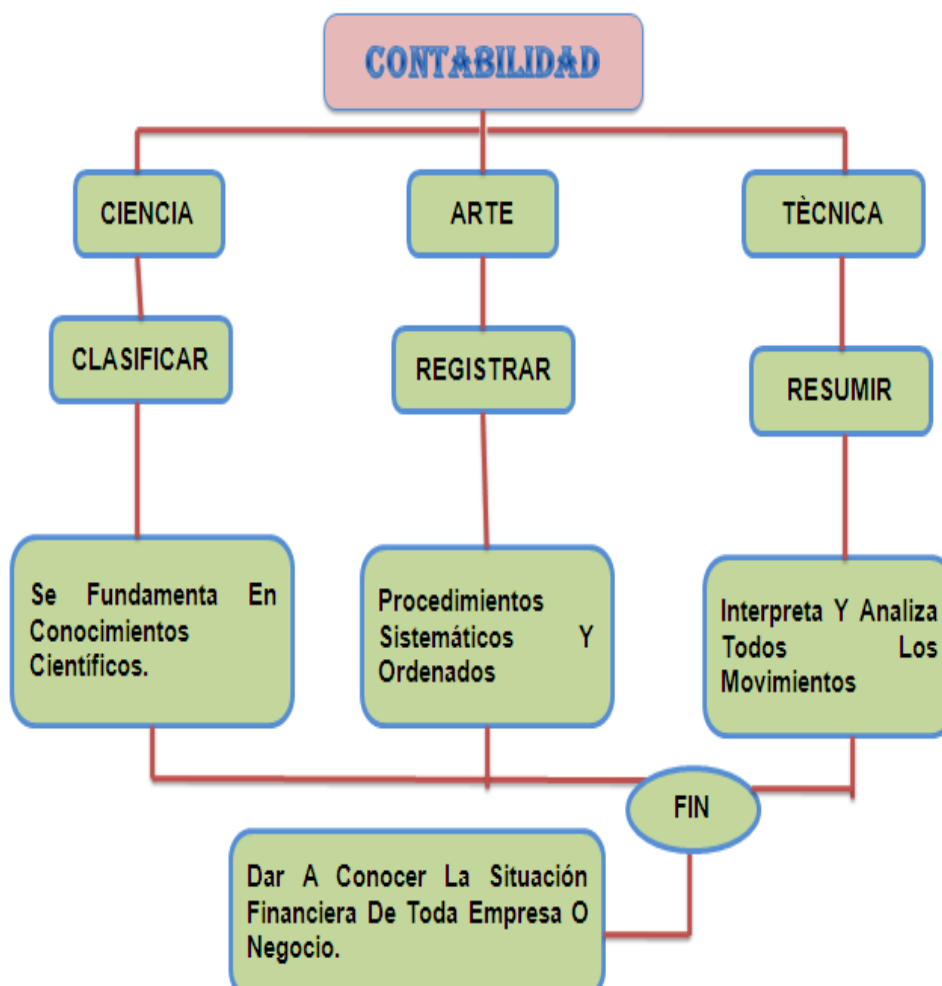 CONTABILIDAD
CIENCIA
ARTE
TÈCNICA
CLASIFICAR
REGISTRAR
RESUMIR
Se Fundamenta En
Conocimientos
Científicos.
Procedimientos
Sistemáticos Y
Ordenados
Interpreta Y Analiza
Todos Los
Movimientos
FIN
Dar A Conocer La Situación
Financiera De Toda Empresa O
Negocio.